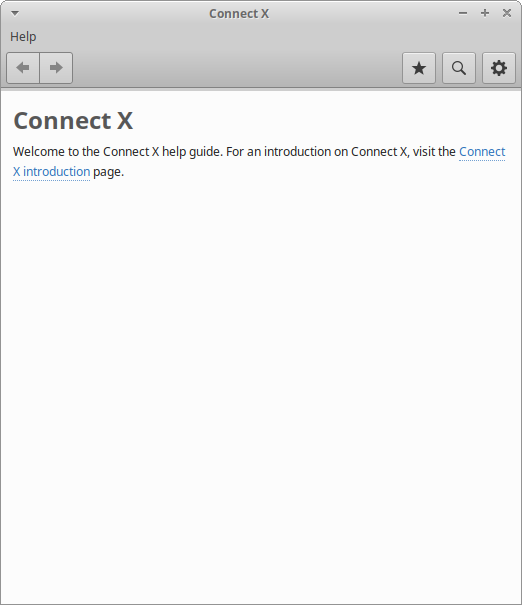 Connect X
Help
Connect X
Welcome to the Connect X help guide. For an introduction on Connect X, visit the Connect
X introduction page.